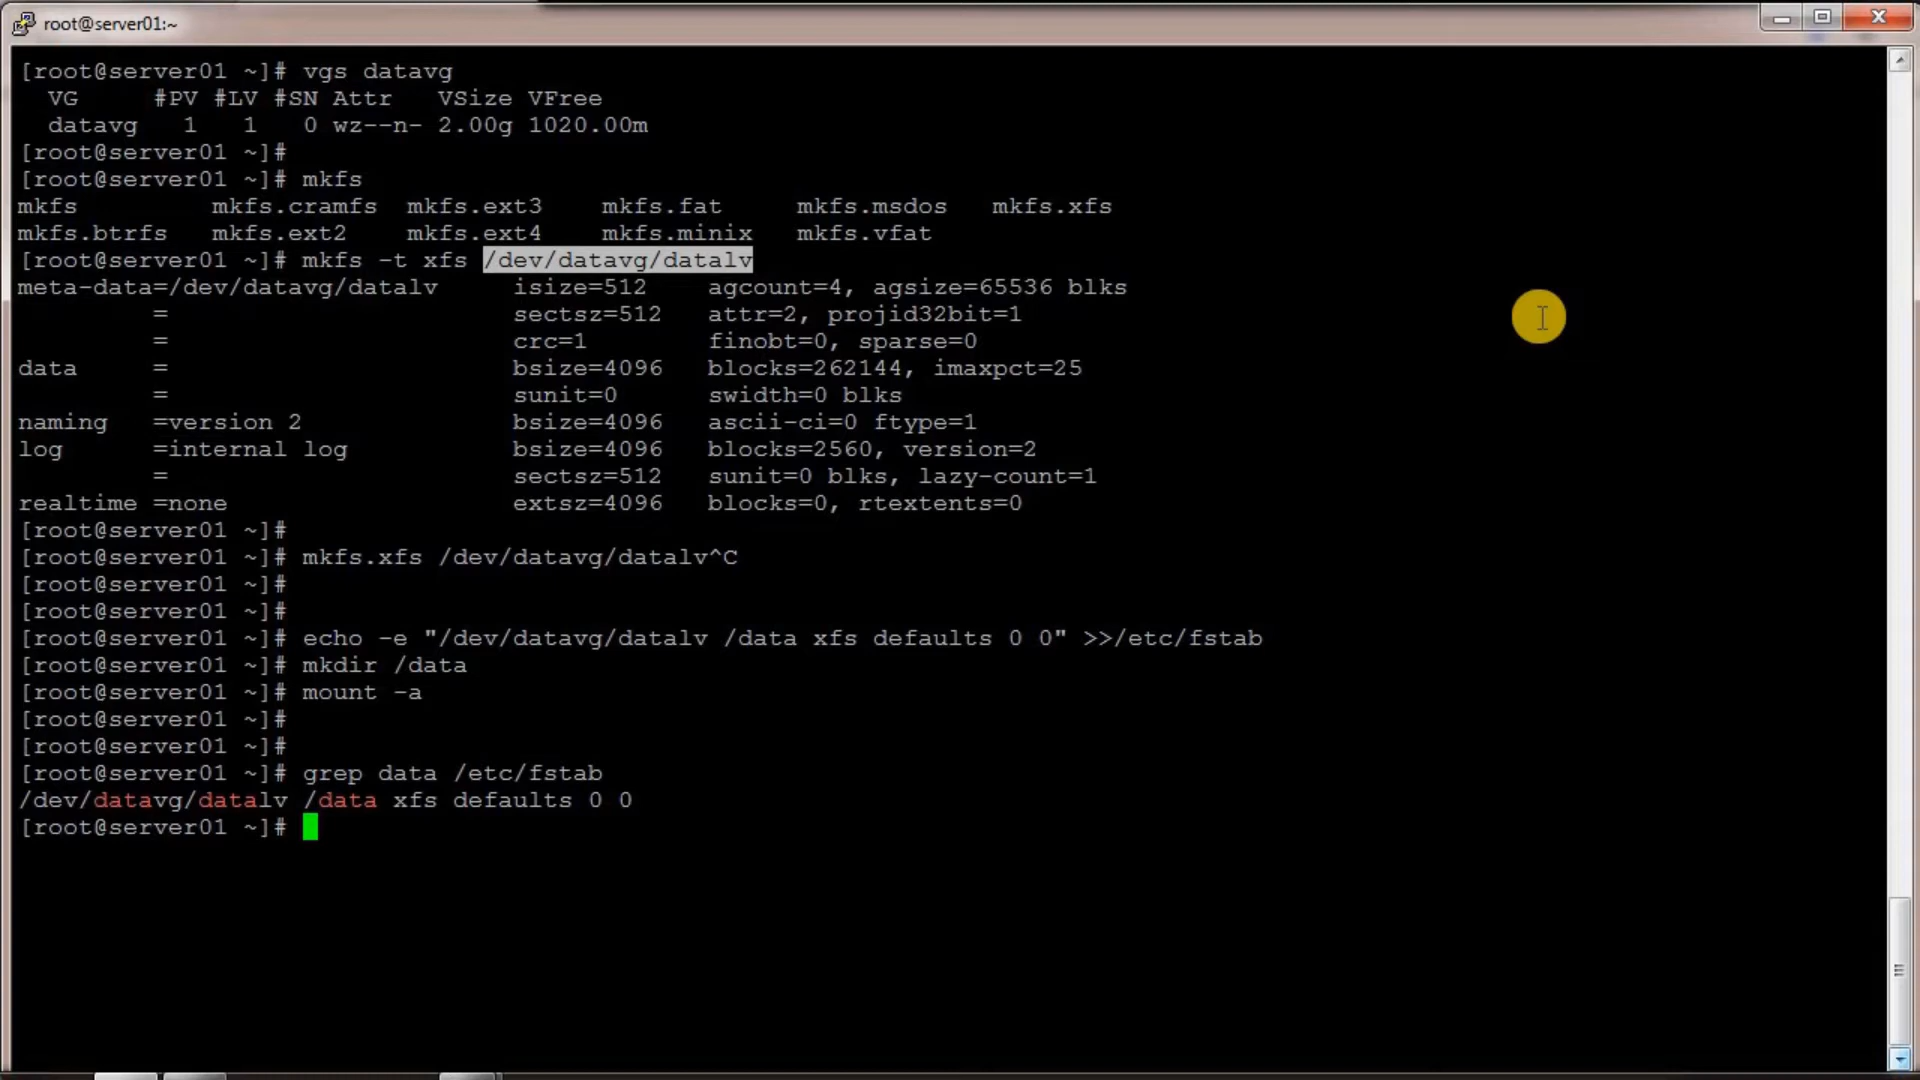 root@server01:~
[root@server01 ~]# vgs datavg
  VG     #PV #LV #SN Attr   VSize VFree
  datavg   1   1   0 wz--n- 2.00g 1020.00m
[root@server01 ~]#
[root@server01 ~]# mkfs
mkfs         mkfs.cramfs  mkfs.ext3    mkfs.fat     mkfs.msdos   mkfs.xfs
mkfs.btrfs   mkfs.ext2    mkfs.ext4    mkfs.minix   mkfs.vfat
[root@server01 ~]# mkfs -t xfs /dev/datavg/datalv
meta-data=/dev/datavg/datalv     isize=512    agcount=4, agsize=65536 blks
         =                       sectsz=512   attr=2, projid32bit=1
         =                       crc=1        finobt=0, sparse=0
data     =                       bsize=4096   blocks=262144, imaxpct=25
         =                       sunit=0      swidth=0 blks
naming   =version 2              bsize=4096   ascii-ci=0 ftype=1
log      =internal log           bsize=4096   blocks=2560, version=2
         =                       sectsz=512   sunit=0 blks, lazy-count=1
realtime =none                   extsz=4096   blocks=0, rtextents=0
[root@server01 ~]#
[root@server01 ~]# mkfs.xfs /dev/datavg/datalv^C
[root@server01 ~]#
[root@server01 ~]#
[root@server01 ~]# echo -e "/dev/datavg/datalv /data xfs defaults 0 0" >>/etc/fstab
[root@server01 ~]# mkdir /data
[root@server01 ~]# mount -a
[root@server01 ~]#
[root@server01 ~]#
[root@server01 ~]# grep data /etc/fstab
/dev/datavg/datalv /data xfs defaults 0 0
[root@server01 ~]#